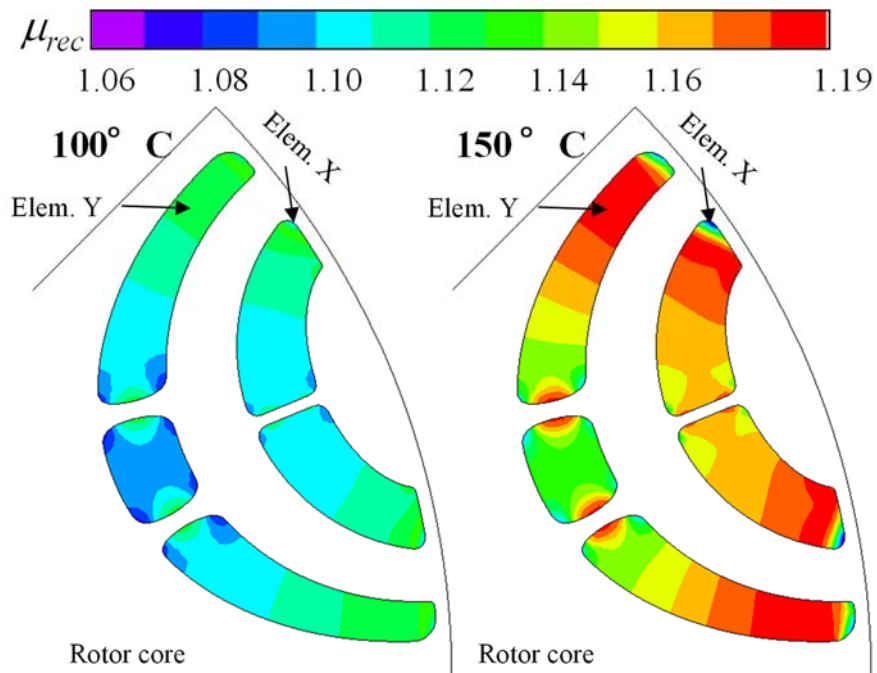 μrec
1.06 1.08 1.10 1.12 1.14 1.16 1.19
100° C
Elem. X
Elem. Y
Rotor core
150° C
Elem. X
Elem. Y
Rotor core